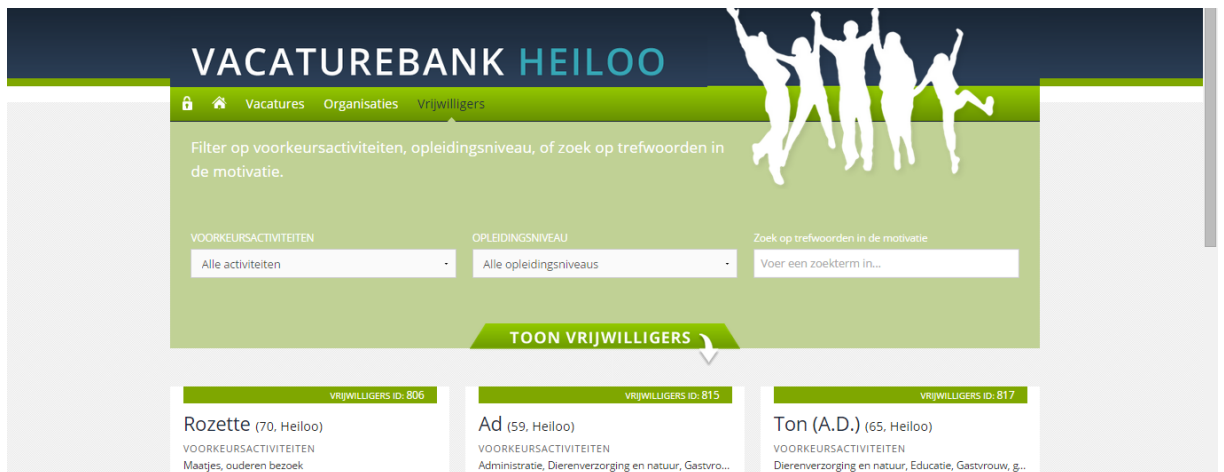 VACATUREBANK HEILOO
Vacatures Organisaties Vrijwilligers
Filter op voorkeursactiviteiten, opleidingsniveau, of zoek op trefwoorden in
de motivatie.
VOORKEURSACTIVITEITEN OPLEIDINGSNIVEAU Zoek op trefwoorden in de motivatie
Alle activiteiten Alle opleidingsniveaus Voer een zoekterm in...
TOON VRIJWILLIGERS
VRIJWILLIGERS ID: 806 VRIJWILLIGERS ID: 815 VRIJWILLIGERS ID: 817
Rozette (70, Heiloo) Ad (59, Heiloo) Ton (A.D.) (65, Heiloo)
VOORKEURSACTIVITEITEN VOORKEURSACTIVITEITEN VOORKEURSACTIVITEITEN
Maatjes, ouderen bezoek Administratie, Dierenverzorging en natuur, Gastvro... Dierenverzorging en natuur, Educatie, Gastvrouw, g...